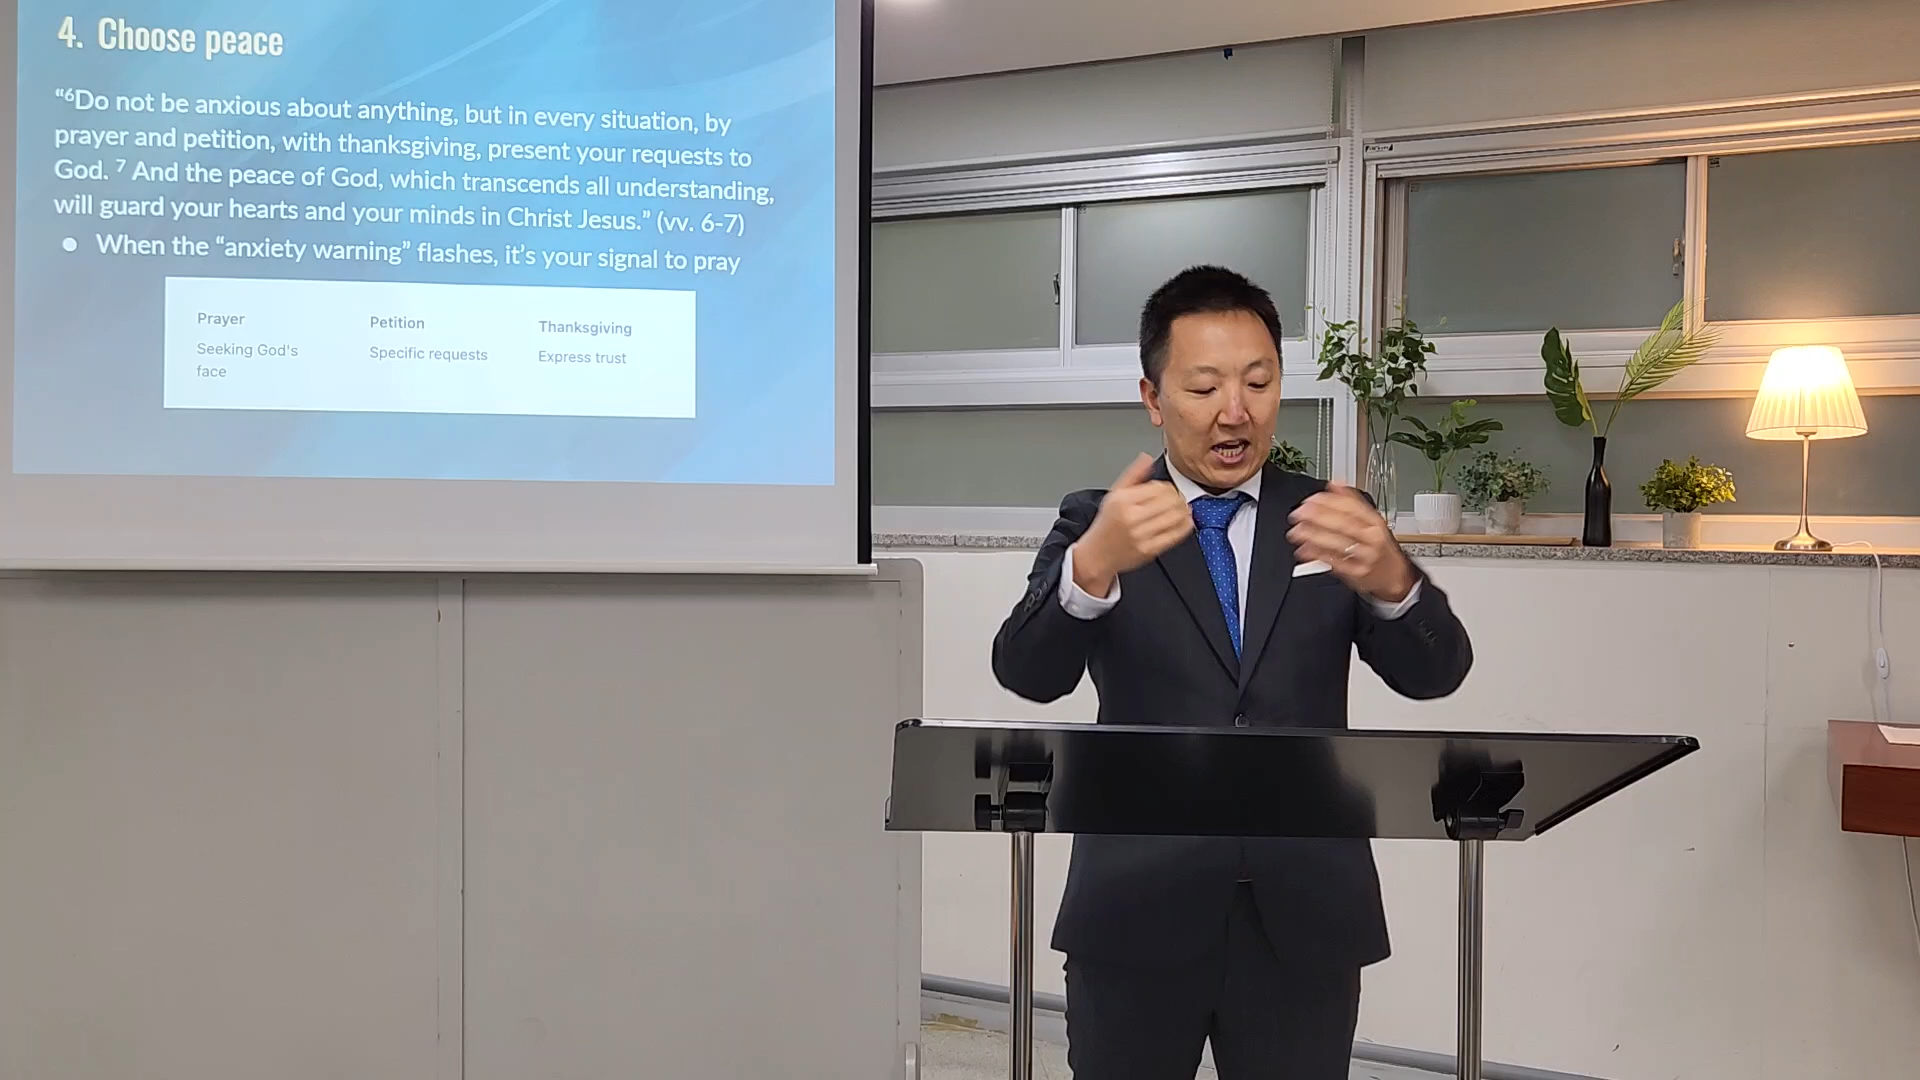 4. Choose peace
“⁶Do not be anxious about anything, but in every situation, by
prayer and petition, with thanksgiving, present your requests to
God. ⁷ And the peace of God, which transcends all understanding,
will guard your hearts and your minds in Christ Jesus.” (vv. 6-7)
● When the “anxiety warning” flashes, it’s your signal to pray
Prayer Petition Thanksgiving
Seeking God's Specific requests Express trust
face